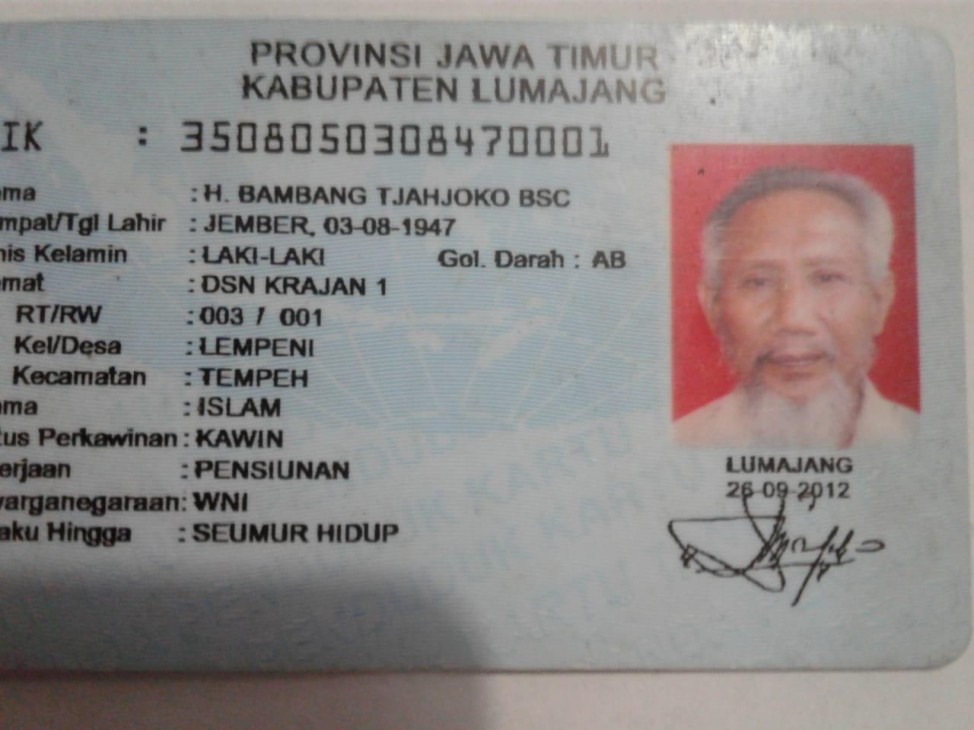 PROVINSI JAWA TIMUR
KABUPATEN LUMAJANG
IK : 3508050308470001
ma : H. BAMBANG TJAHJOKO BSC
mpat/Tgl Lahir : JEMBER, 03-08-1947
nis Kelamin : LAKI-LAKI Gol. Darah : AB
mat : DSN KRAJAN 1
RT/RW : 003 / 001
Kel/Desa : LEMPENI
Kecamatan : TEMPEH
ma : ISLAM
tus Perkawinan : KAWIN
erjaan : PENSIUNAN
warganegaraan: WNI
aku Hingga : SEUMUR HIDUP
LUMAJANG
26-09-2012